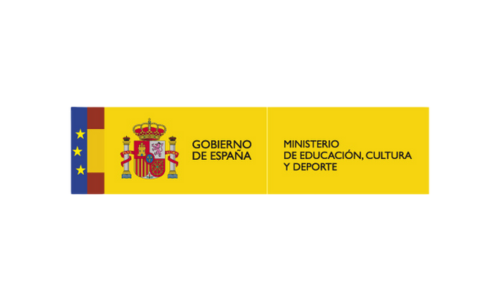 GOBIERNO
DE ESPAÑA
MINISTERIO
DE EDUCACIÓN, CULTURA
Y DEPORTE